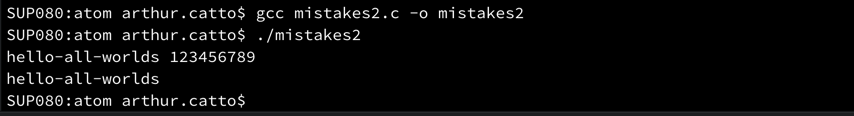 SUP080:atom arthur.catto$ gcc mistakes2.c -o mistakes2
SUP080:atom arthur.catto$ ./mistakes2
hello-all-worlds 123456789
hello-all-worlds
SUP080:atom arthur.catto$